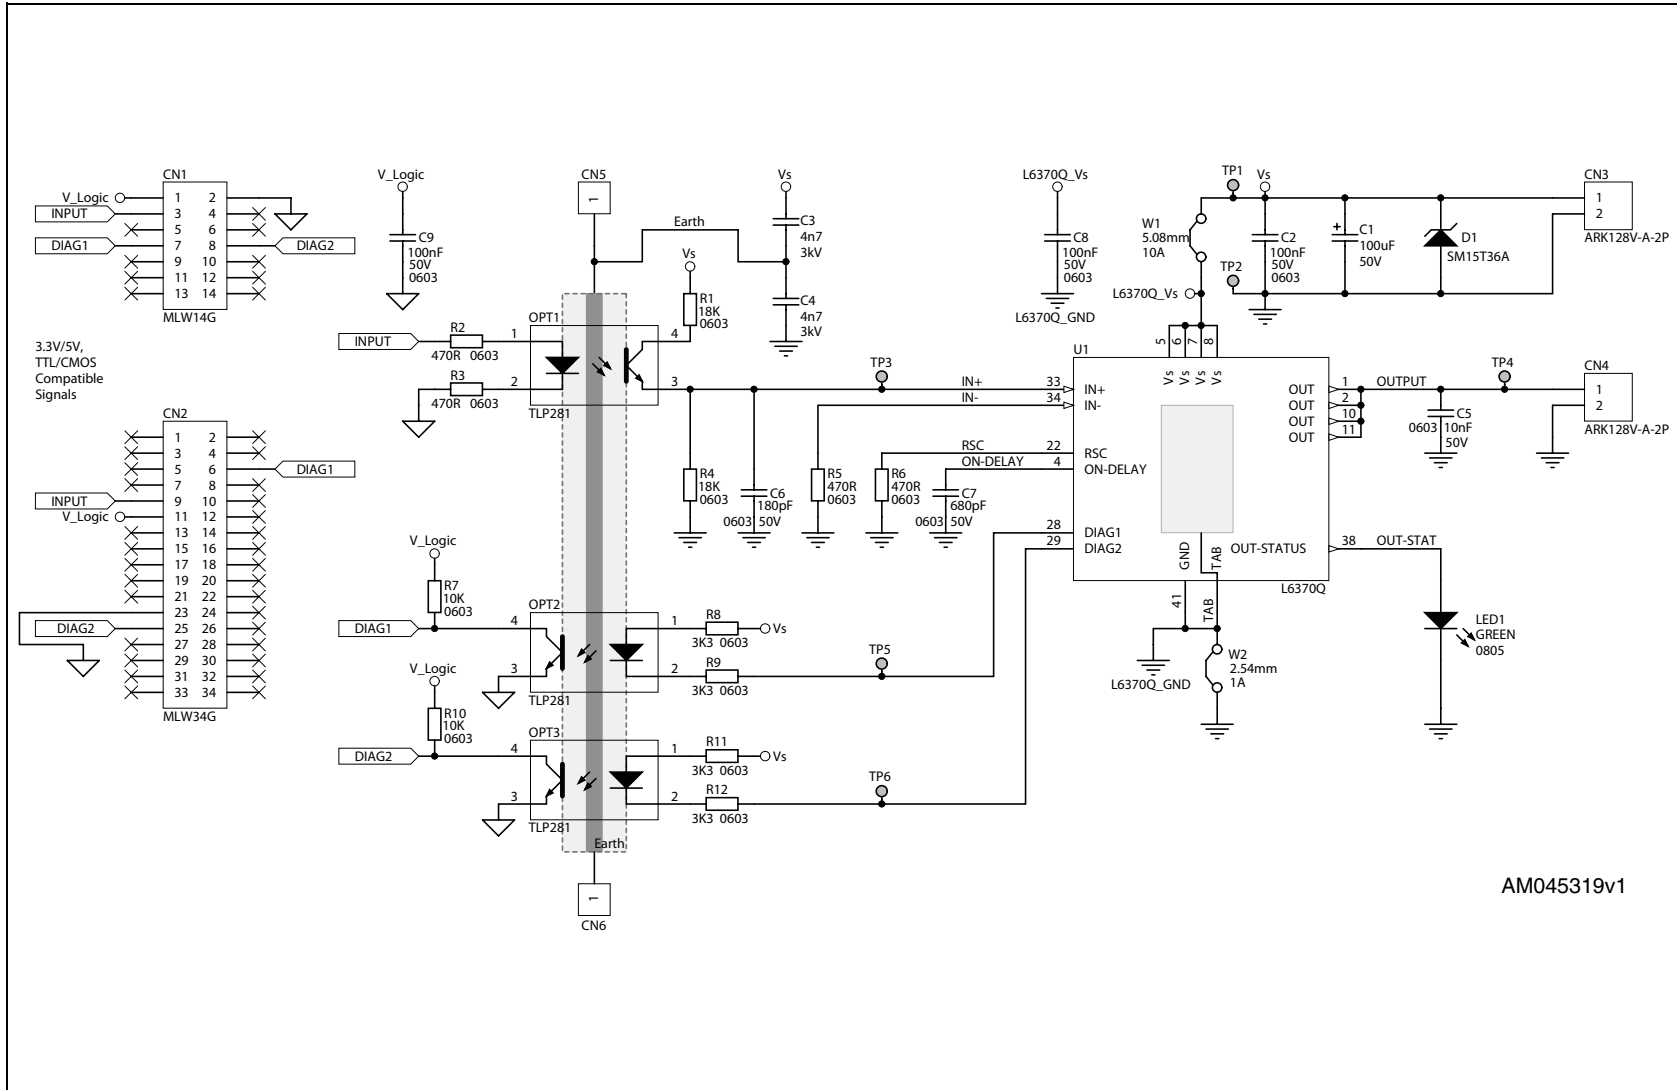 CN1
V_Logic
INPUT
DIAG1
DIAG2
1 2
3 4
5 6
7 8
9 10
11 12
13 14
MLW14G
3.3V/5V,
TTL/CMOS
Compatible
Signals
CN2
1 2
3 4
5 6
7 8
9 10
11 12
13 14
15 16
17 18
19 20
21 22
23 24
25 26
27 28
29 30
31 32
33 34
DIAG1
INPUT
V_Logic
DIAG2
MLW34G
V_Logic
C9
100nF
50V
0603
CN5
1
Earth
Vs
C3
4n7
3kV
C4
4n7
3kV
Vs
R1
18K
0603
OPT1
INPUT
R2
470R 0603
R3
470R 0603
1
2
4
3
TLP281
TP3
R4
18K
0603
C6
180pF
0603 50V
R5
470R
0603
R6
470R
0603
C7
680pF
0603 50V
IN+
IN-
RSC
ON-DELAY
33
34
22
4
28
29
V_Logic
R7
10K
0603
DIAG1
OPT2
4
3
1
2
TLP281
R8
3K3 0603
Vs
R9
3K3 0603
TP5
V_Logic
R10
10K
0603
DIAG2
OPT3
4
3
1
2
TLP281
R11
3K3 0603
Vs
R12
3K3 0603
TP6
Earth
1
CN6
L6370Q_Vs
C8
100nF
50V
0603
L6370Q_GND
W1
5.08mm
10A
L6370Q_Vs
TP1
Vs
TP2
C2
100nF
50V
0603
+
C1
100uF
50V
D1
SM15T36A
CN3
1
2
ARK128V-A-2P
U1
5
6
7
8
Vs
Vs
Vs
Vs
IN+
IN-
RSC
ON-DELAY
DIAG1
DIAG2
OUT
OUT
OUT
OUT
1
2
10
11
GND
TAB
OUT-STATUS
L6370Q
OUTPUT
TP4
C5
0603 10nF
50V
CN4
1
2
ARK128V-A-2P
38
OUT-STAT
41
TAB
L6370Q_GND
W2
2.54mm
1A
LED1
GREEN
0805
AM045319v1